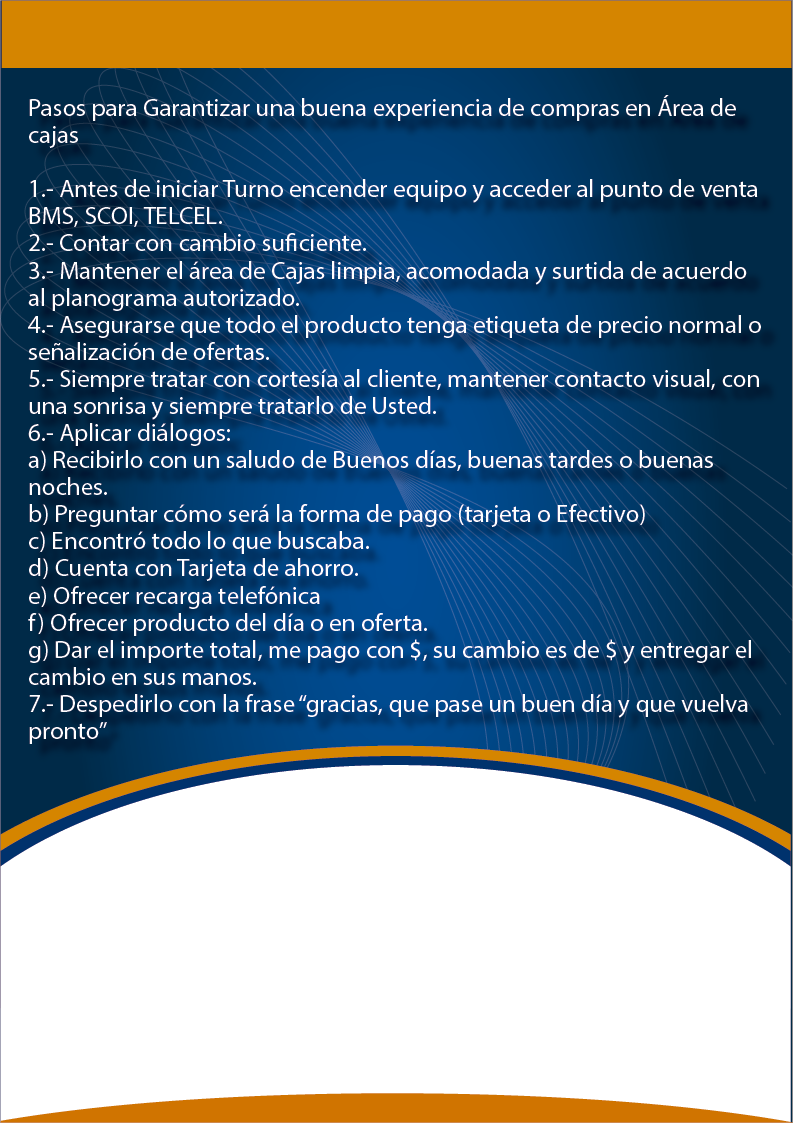 Pasos para Garantizar una buena experiencia de compras en Área de
cajas
1.- Antes de iniciar Turno encender equipo y acceder al punto de venta
BMS, SCOI, TELCEL.
2.- Contar con cambio suficiente.
3.- Mantener el área de Cajas limpia, acomodada y surtida de acuerdo
al planograma autorizado.
4.- Asegurarse que todo el producto tenga etiqueta de precio normal o
señalización de ofertas.
5.- Siempre tratar con cortesía al cliente, mantener contacto visual, con
una sonrisa y siempre tratarlo de Usted.
6.- Aplicar diálogos:
a) Recibirlo con un saludo de Buenos días, buenas tardes o buenas
noches.
b) Preguntar cómo será la forma de pago (tarjeta o Efectivo)
c) Encontró todo lo que buscaba.
d) Cuenta con Tarjeta de ahorro.
e) Ofrecer recarga telefónica
f) Ofrecer producto del día o en oferta.
g) Dar el importe total, me pago con $, su cambio es de $ y entregar el
cambio en sus manos.
7.- Despedirlo con la frase “gracias, que pase un buen día y que vuelva
pronto”